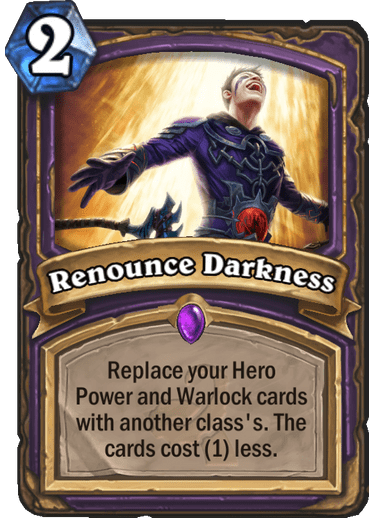 2
Renounce Darkness
Replace your Hero
Power and Warlock cards
with another class's. The
cards cost (1) less.